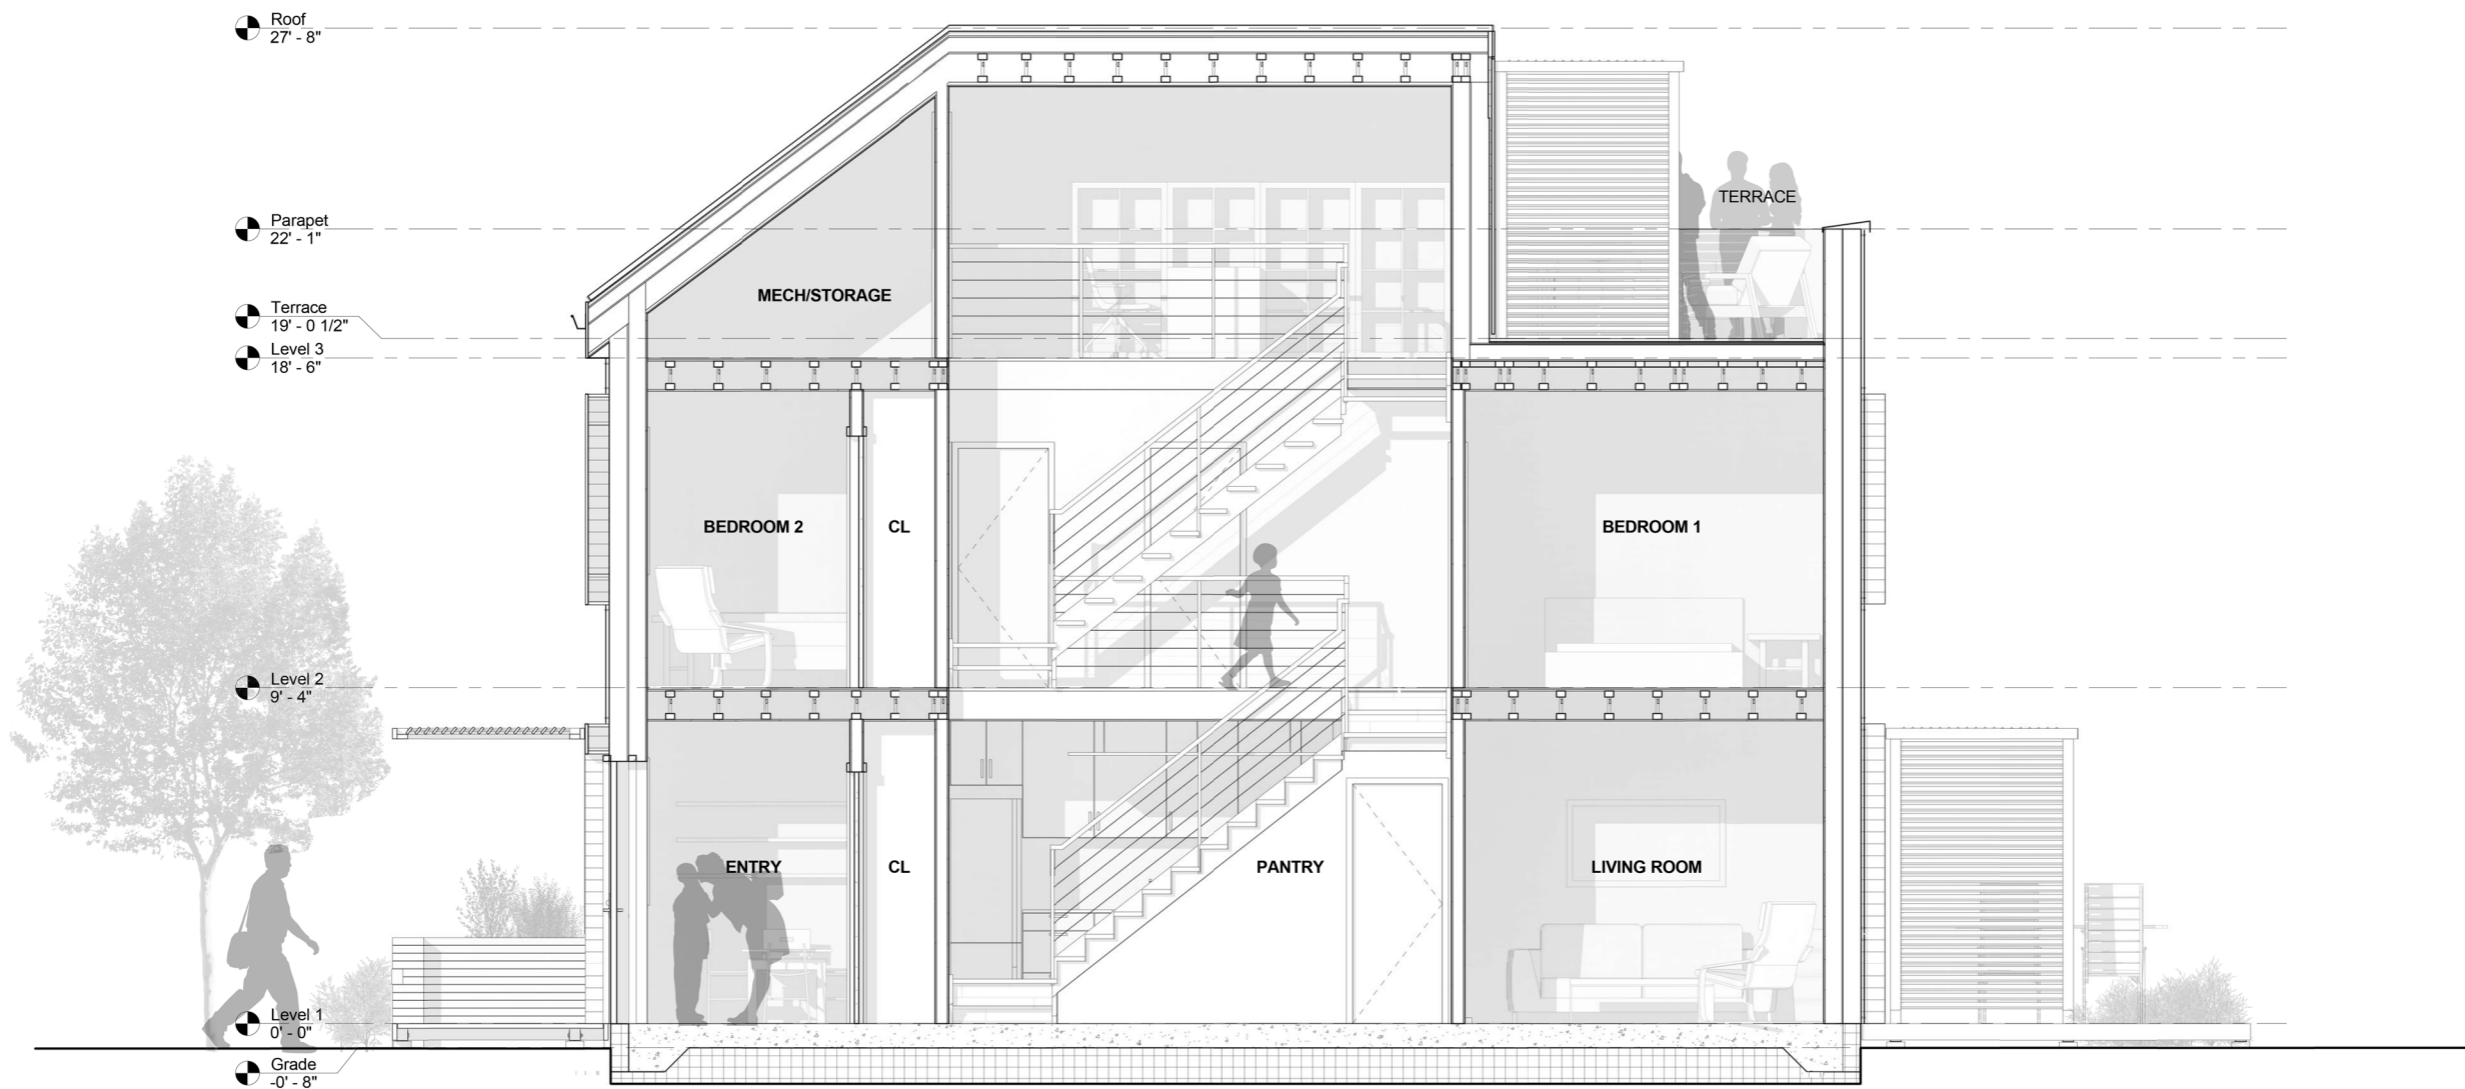 Roof
27' - 8"
Parapet
22' - 1"
TERRACE
Terrace
19' - 0 1/2"
MECH/STORAGE
Level 3
18' - 6"
BEDROOM 2
CL
BEDROOM 1
Level 2
9' - 4"
ENTRY
CL
PANTRY
LIVING ROOM
Level 1
0' - 0"
Grade
-0' - 8"